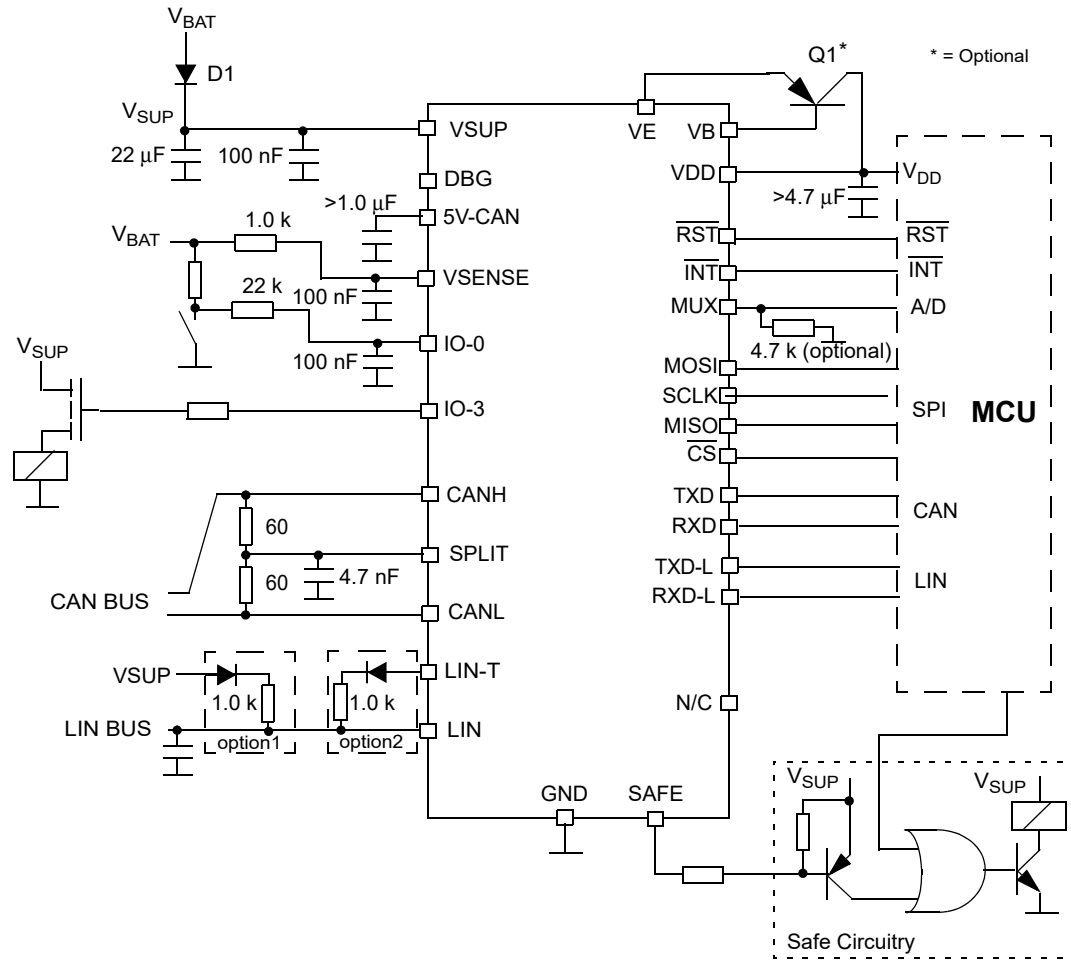 VBAT
Q1*
* = Optional
D1
VSUP
VSUP
VE
VB
22 μF
100 nF
DBG
VDD
VDD
>4.7 μF
>1.0 μF
5V-CAN
1.0 k
VBAT
RST
RST
VSENSE
INT
INT
22 k
100 nF
MUX
A/D
VSUP
IO-0
4.7 k (optional)
100 nF
MOSI
SCLK
IO-3
SPI
MCU
MISO
CS
CANH
TXD
CAN
60
RXD
SPLIT
TXD-L
60
4.7 nF
LIN
CAN BUS
CANL
RXD-L
VSUP
LIN-T
1.0 k
1.0 k
N/C
LIN BUS
LIN
option1
option2
GND
SAFE
VSUP
VSUP
Safe Circuitry